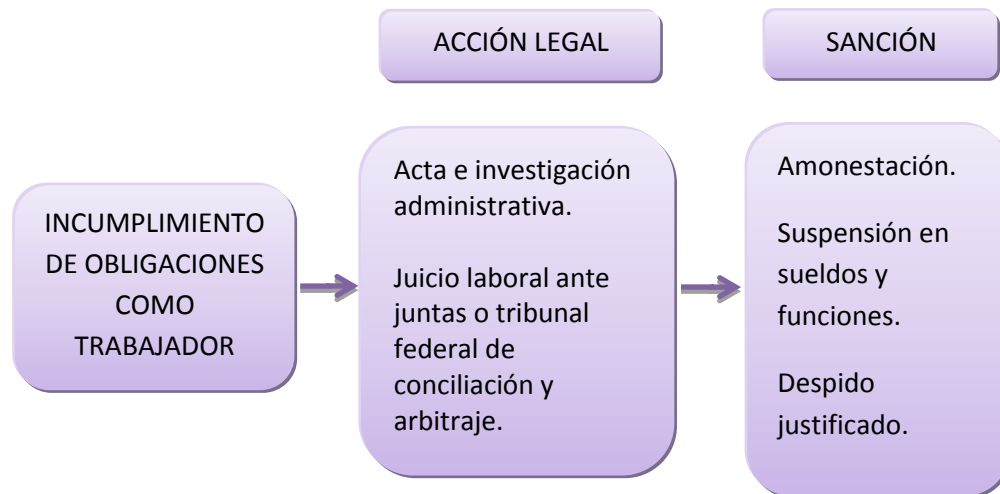 ACCIÓN LEGAL
SANCIÓN
INCUMPLIMIENTO
DE OBLIGACIONES
COMO
TRABAJADOR
Acta e investigación
administrativa.
Juicio laboral ante
juntas o tribunal
federal de
conciliación y
arbitraje.
Amonestación.
Suspensión en
sueldos y
funciones.
Despido
justificado.